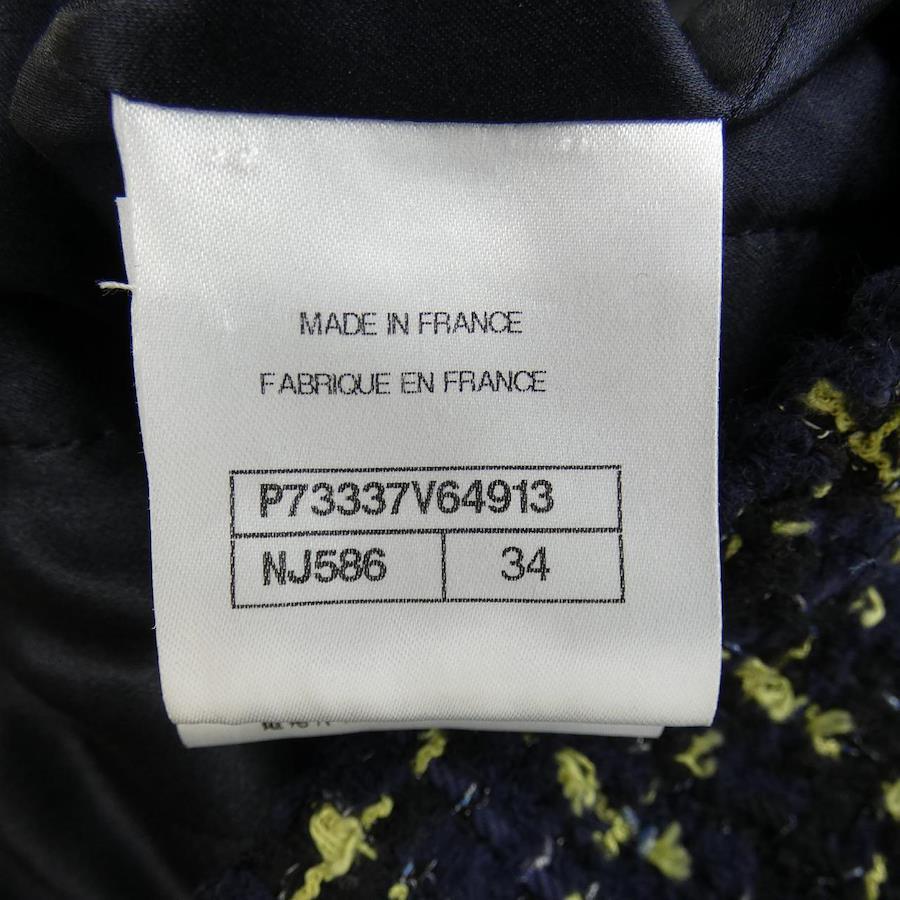 MADE IN FRANCE
FABRIQUE EN FRANCE
P73337V64913
NJ586 34